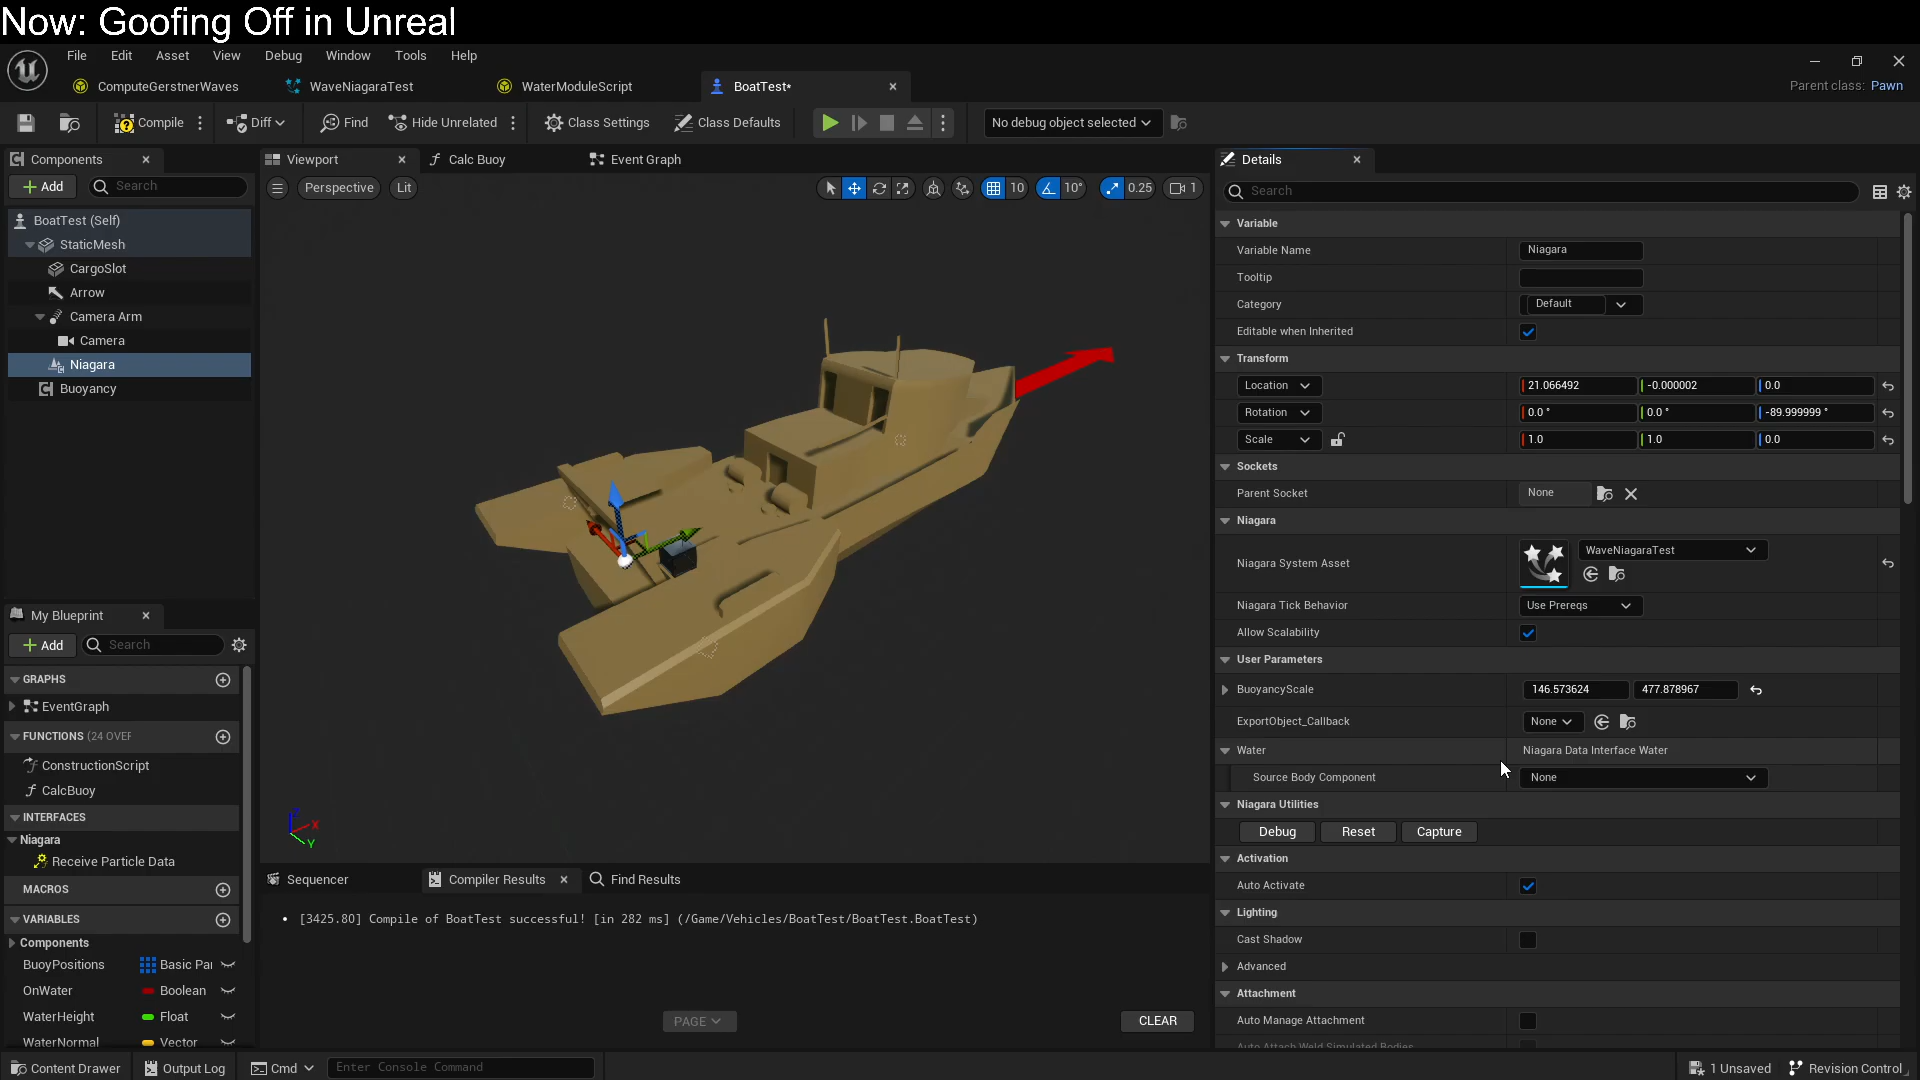 Now: Goofing Off in Unreal
File Edit Asset View Debug Window Tools Help
ComputeGerstnerWaves WaveNiagaraTest WaterModuleScript BoatTest*
Parent class: Pawn
Compile Diff Find Hide Unrelated Class Settings Class Defaults No debug object selected
Components
Add Search
BoatTest (Self)
StaticMesh
CargoSlot
Arrow
Camera Arm
Camera
Niagara
Buoyancy
My Blueprint
Add Search
GRAPHS
EventGraph
FUNCTIONS (24 OVER
ConstructionScript
CalcBuoy
INTERFACES
Niagara
Receive Particle Data
MACROS
VARIABLES
Components
BuoyPositions Basic Par
OnWater Boolean
WaterHeight Float
WaterNormal Vector
Viewport Calc Buoy Event Graph
Perspective Lit 10 10° 0.25 1
Z X Y
Sequencer Compiler Results Find Results
• [3425.80] Compile of BoatTest successful! [in 282 ms] (/Game/Vehicles/BoatTest/BoatTest.BoatTest)
PAGE CLEAR
Details
Search
Variable
Variable Name Niagara
Tooltip
Category Default
Editable when Inherited
Transform
Location 21.066492 -0.000002 0.0
Rotation 0.0 ° 0.0 ° -89.999999 °
Scale 1.0 1.0 0.0
Sockets
Parent Socket None
Niagara
Niagara System Asset WaveNiagaraTest
Niagara Tick Behavior Use Prereqs
Allow Scalability
User Parameters
BuoyancyScale 146.573624 477.878967
ExportObject_Callback None
Water Niagara Data Interface Water
Source Body Component None
Niagara Utilities
Debug Reset Capture
Activation
Auto Activate
Lighting
Cast Shadow
Advanced
Attachment
Auto Manage Attachment
Auto Attach Weld Simulated Bodies
Content Drawer Output Log Cmd Enter Console Command 1 Unsaved Revision Control